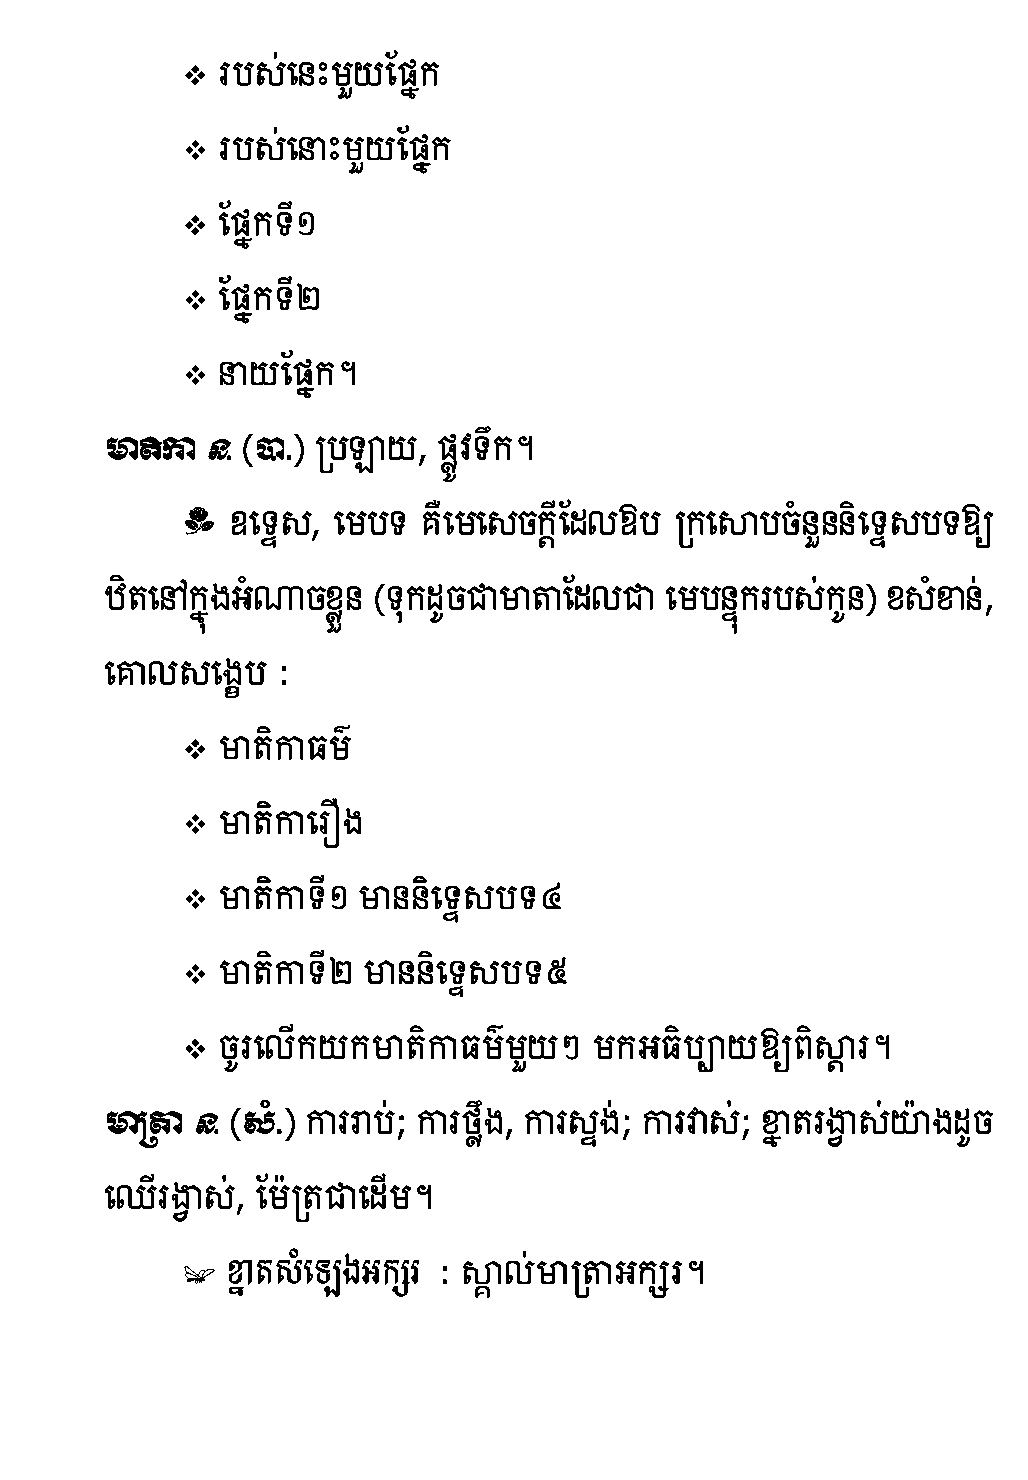 ❖ របស់នេះមួយផ្នែក
❖ របស់នោះមួយផ្នែក
❖ ផ្នែកទី១
❖ ផ្នែកទី២
❖ នាយផ្នែក។
មាតិកា ន. (បា.) ប្រឡាយ, ផ្លូវទឹក។
ឧទ្ទេស, មេបទ គឺមេសេចក្ដីដែលឱប ក្រសោបចំនួននិទ្ទេសបទឱ្យ
ឋិតនៅក្នុងអំណាចខ្លួន (ទុកដូចជាមាតាដែលជា មេបន្ទុករបស់កូន) ខសំខាន់,
គោលសង្ខេប :
❖ មាតិកាធម៌
❖ មាតិការឿង
❖ មាតិកាទី១ មាននិទ្ទេសបទ៤
❖ មាតិកាទី២ មាននិទ្ទេសបទ៥
❖ ចូរលើកយកមាតិកាធម៌មួយៗ មកអធិប្បាយឱ្យពិស្ដារ។
មាត្រា ន. (សំ.) ការរាប់; ការថ្លឹង, ការស្ទង់; ការវាស់; ខ្នាតរង្វាស់យ៉ាងដូច
ឈើរង្វាស់, ម៉ែត្រជាដើម។
ខ្នាតសំឡេងអក្សរ : ស្គាល់មាត្រាអក្សរ។